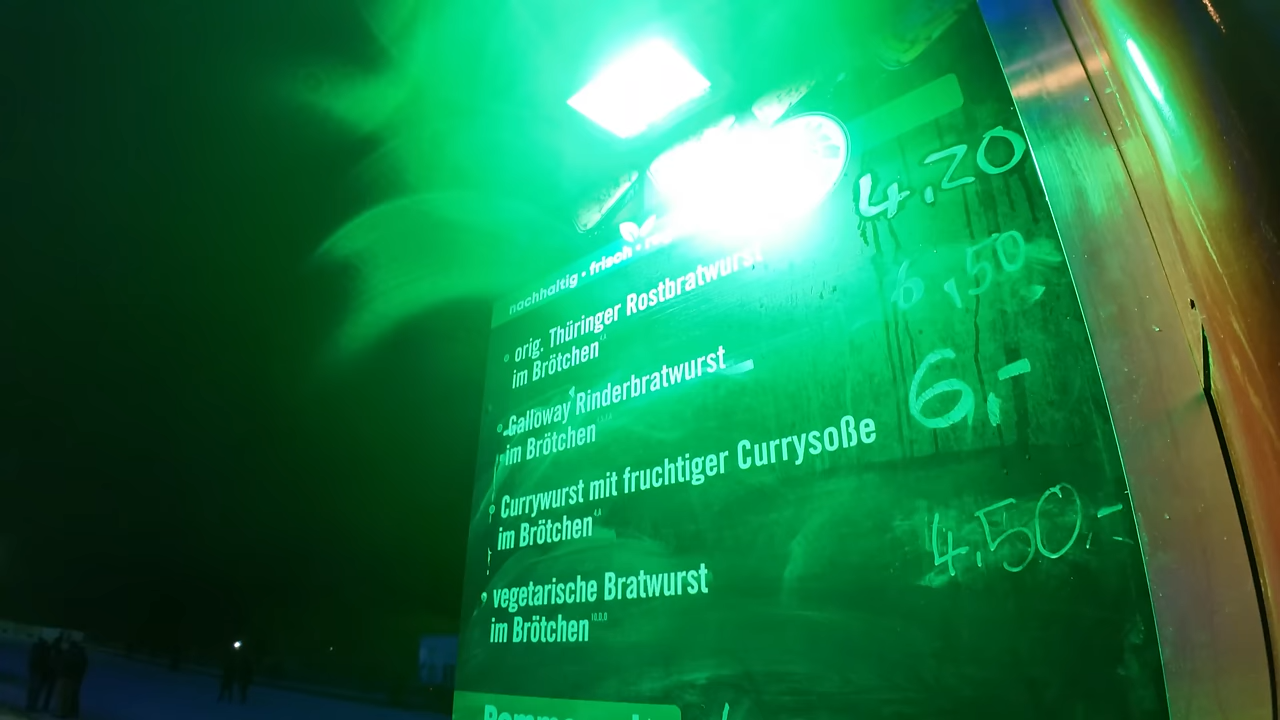 nachhaltig • frisch •
orig. Thüringer Rostbratwurst
im Brötchen
4.20
Galloway Rinderbratwurst
im Brötchen
6,50
Currywurst mit fruchtiger Currysoße
im Brötchen
6,-
vegetarische Bratwurst
im Brötchen
4.50.-